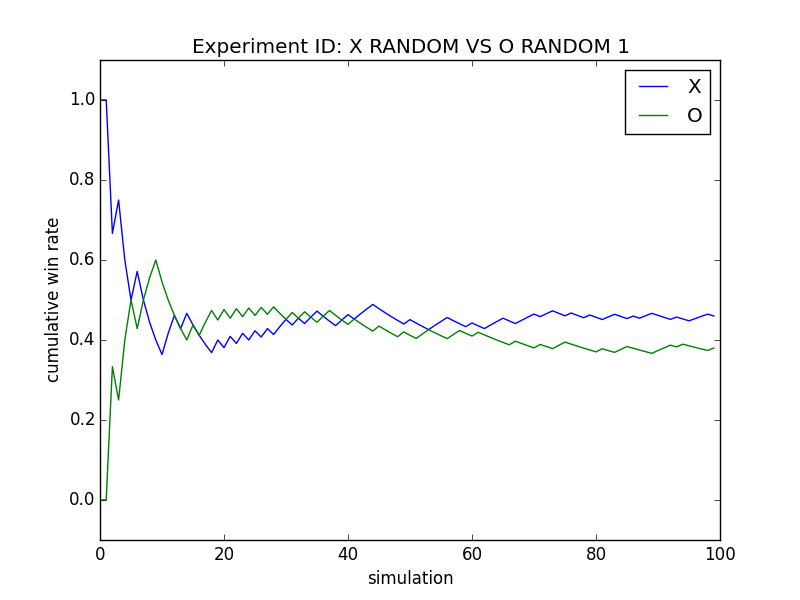 Experiment ID: X RANDOM VS O RANDOM 1
X
O
1.0
0.8
0.6
0.4
0.2
0.0
cumulative win rate
0 20 40 60 80 100
simulation